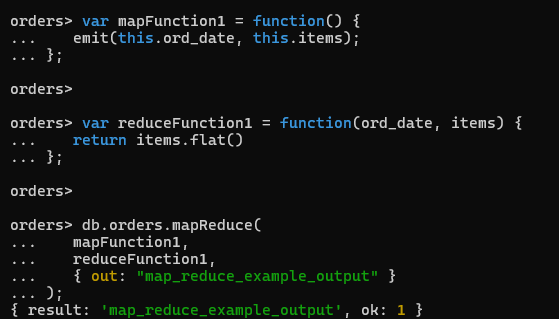 orders> var mapFunction1 = function() {
...     emit(this.ord_date, this.items);
... };
orders>
orders> var reduceFunction1 = function(ord_date, items) {
...     return items.flat()
... };
orders>
orders> db.orders.mapReduce(
...     mapFunction1,
...     reduceFunction1,
...     { out: "map_reduce_example_output" }
... );
{ result: 'map_reduce_example_output', ok: 1 }